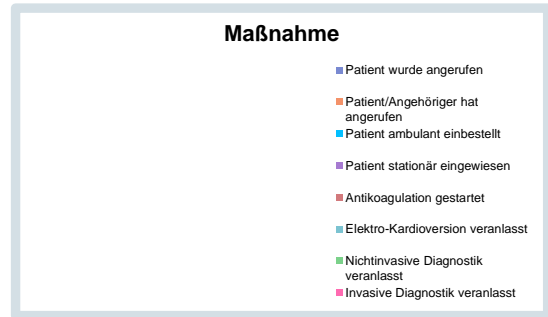 Maßnahme
Patient wurde angerufen
Patient/Angehöriger hat
angerufen
Patient ambulant einbestellt
Patient stationär eingewiesen
Antikoagulation gestartet
Elektro-Kardioversion veranlasst
Nichtinvasive Diagnostik
veranlasst
Invasive Diagnostik veranlasst